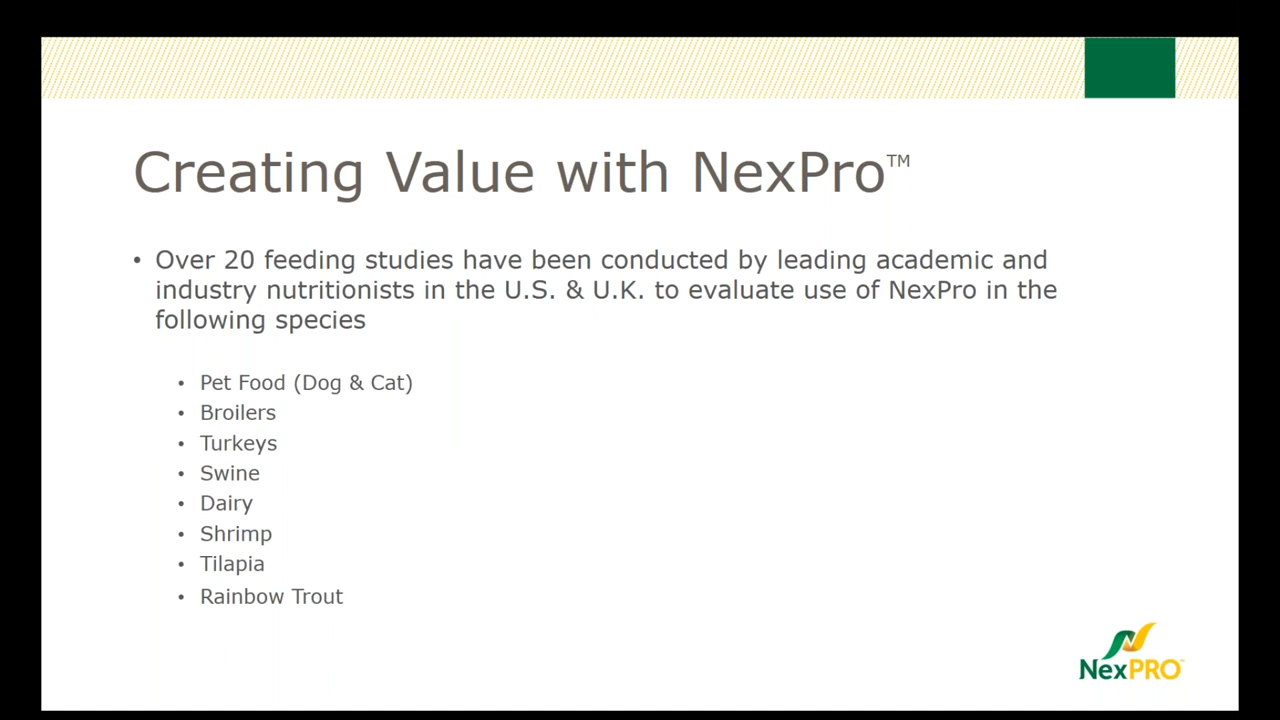 Creating Value with NexPro™
• Over 20 feeding studies have been conducted by leading academic and
industry nutritionists in the U.S. & U.K. to evaluate use of NexPro in the
following species
• Pet Food (Dog & Cat)
• Broilers
• Turkeys
• Swine
• Dairy
• Shrimp
• Tilapia
• Rainbow Trout
NexPRO™